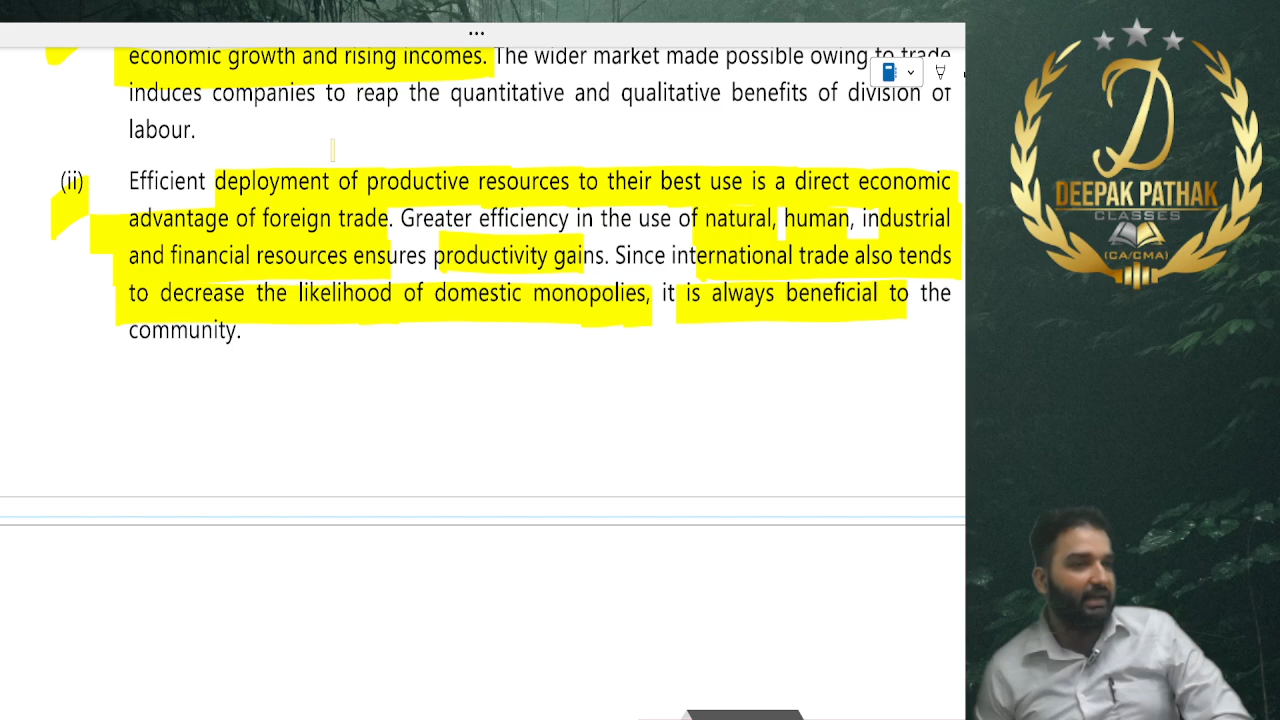 economic growth and rising incomes. The wider market made possible owing to trade
induces companies to reap the quantitative and qualitative benefits of division of
labour.
(ii) Efficient deployment of productive resources to their best use is a direct economic
advantage of foreign trade. Greater efficiency in the use of natural, human, industrial
and financial resources ensures productivity gains. Since international trade also tends
to decrease the likelihood of domestic monopolies, it is always beneficial to the
community.
D
DEEPAK PATHAK
CLASSES
(CA/CMA)